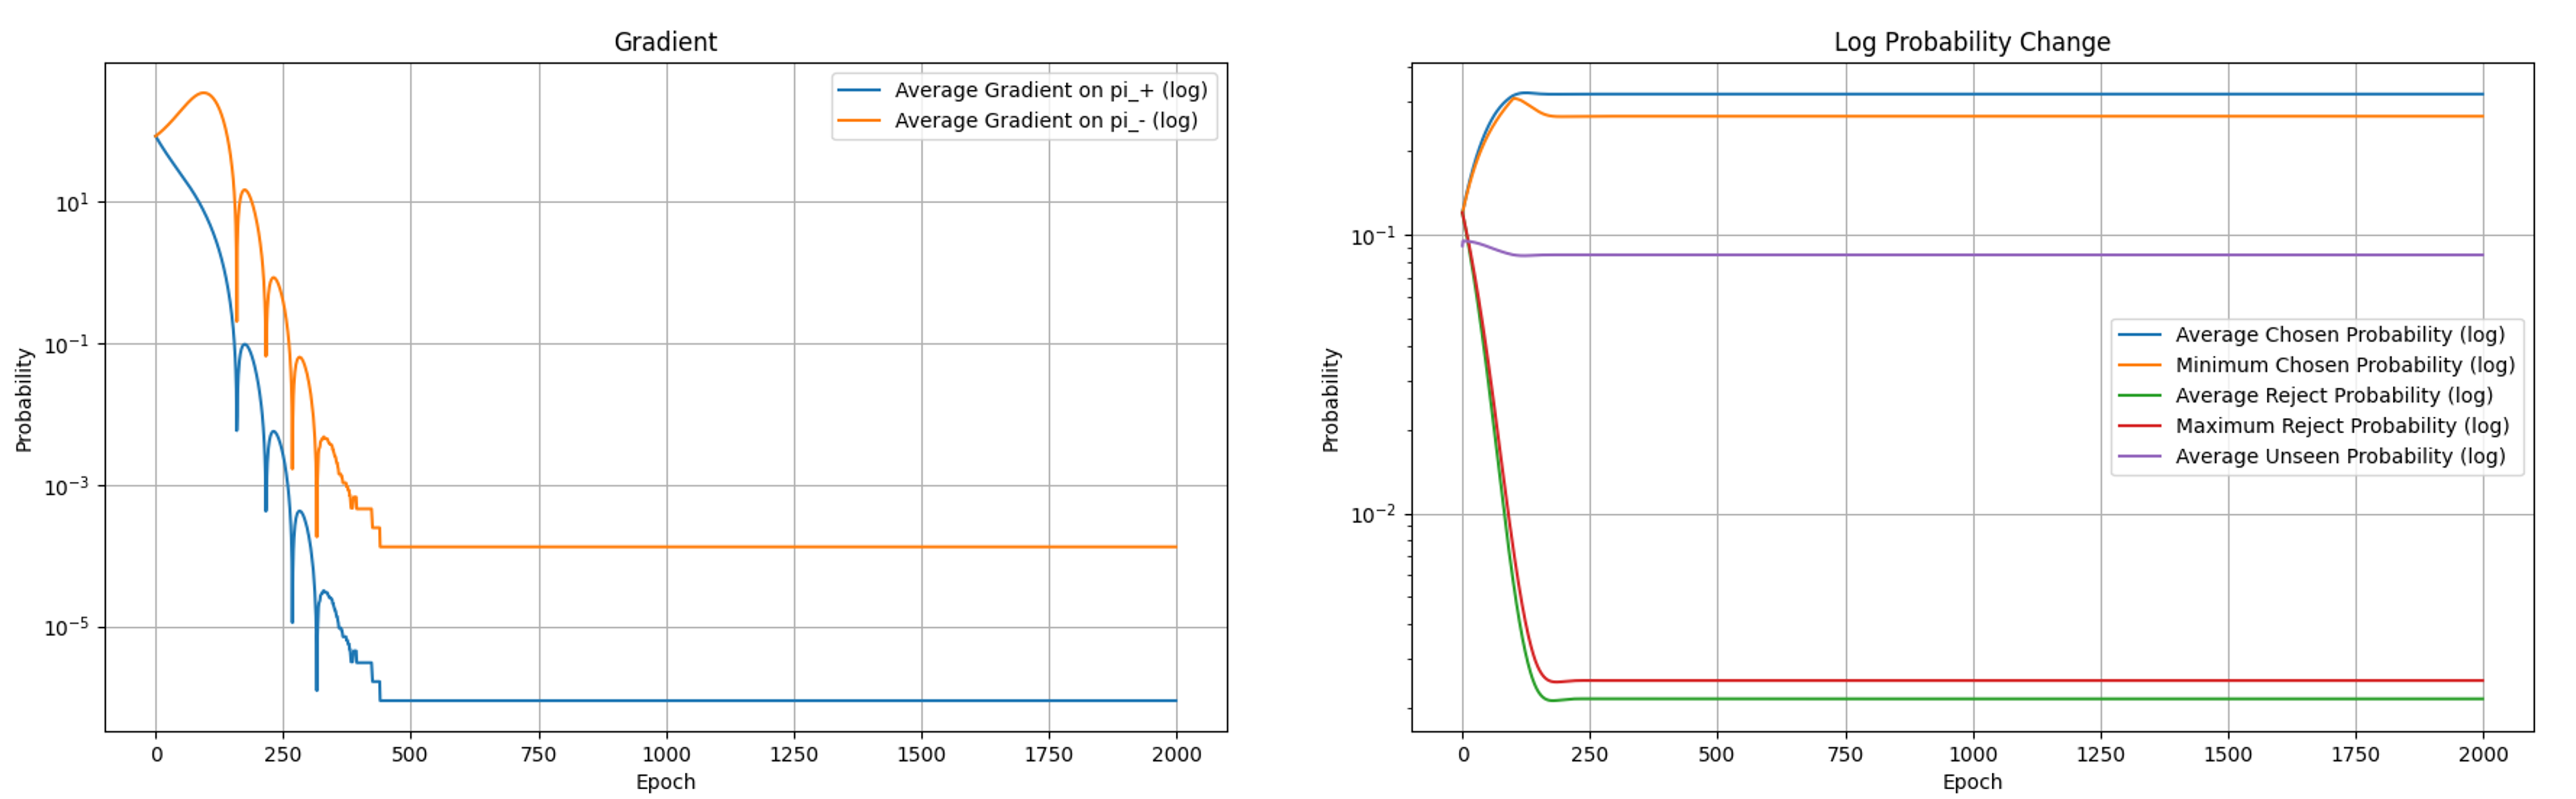 Gradient
Average Gradient on pi_+ (log)
Average Gradient on pi_- (log)
Probability
10¹
10⁻¹
10⁻³
10⁻⁵
0 250 500 750 1000 1250 1500 1750 2000
Epoch
Log Probability Change
Probability
10⁻¹
10⁻²
Average Chosen Probability (log)
Minimum Chosen Probability (log)
Average Reject Probability (log)
Maximum Reject Probability (log)
Average Unseen Probability (log)
0 250 500 750 1000 1250 1500 1750 2000
Epoch